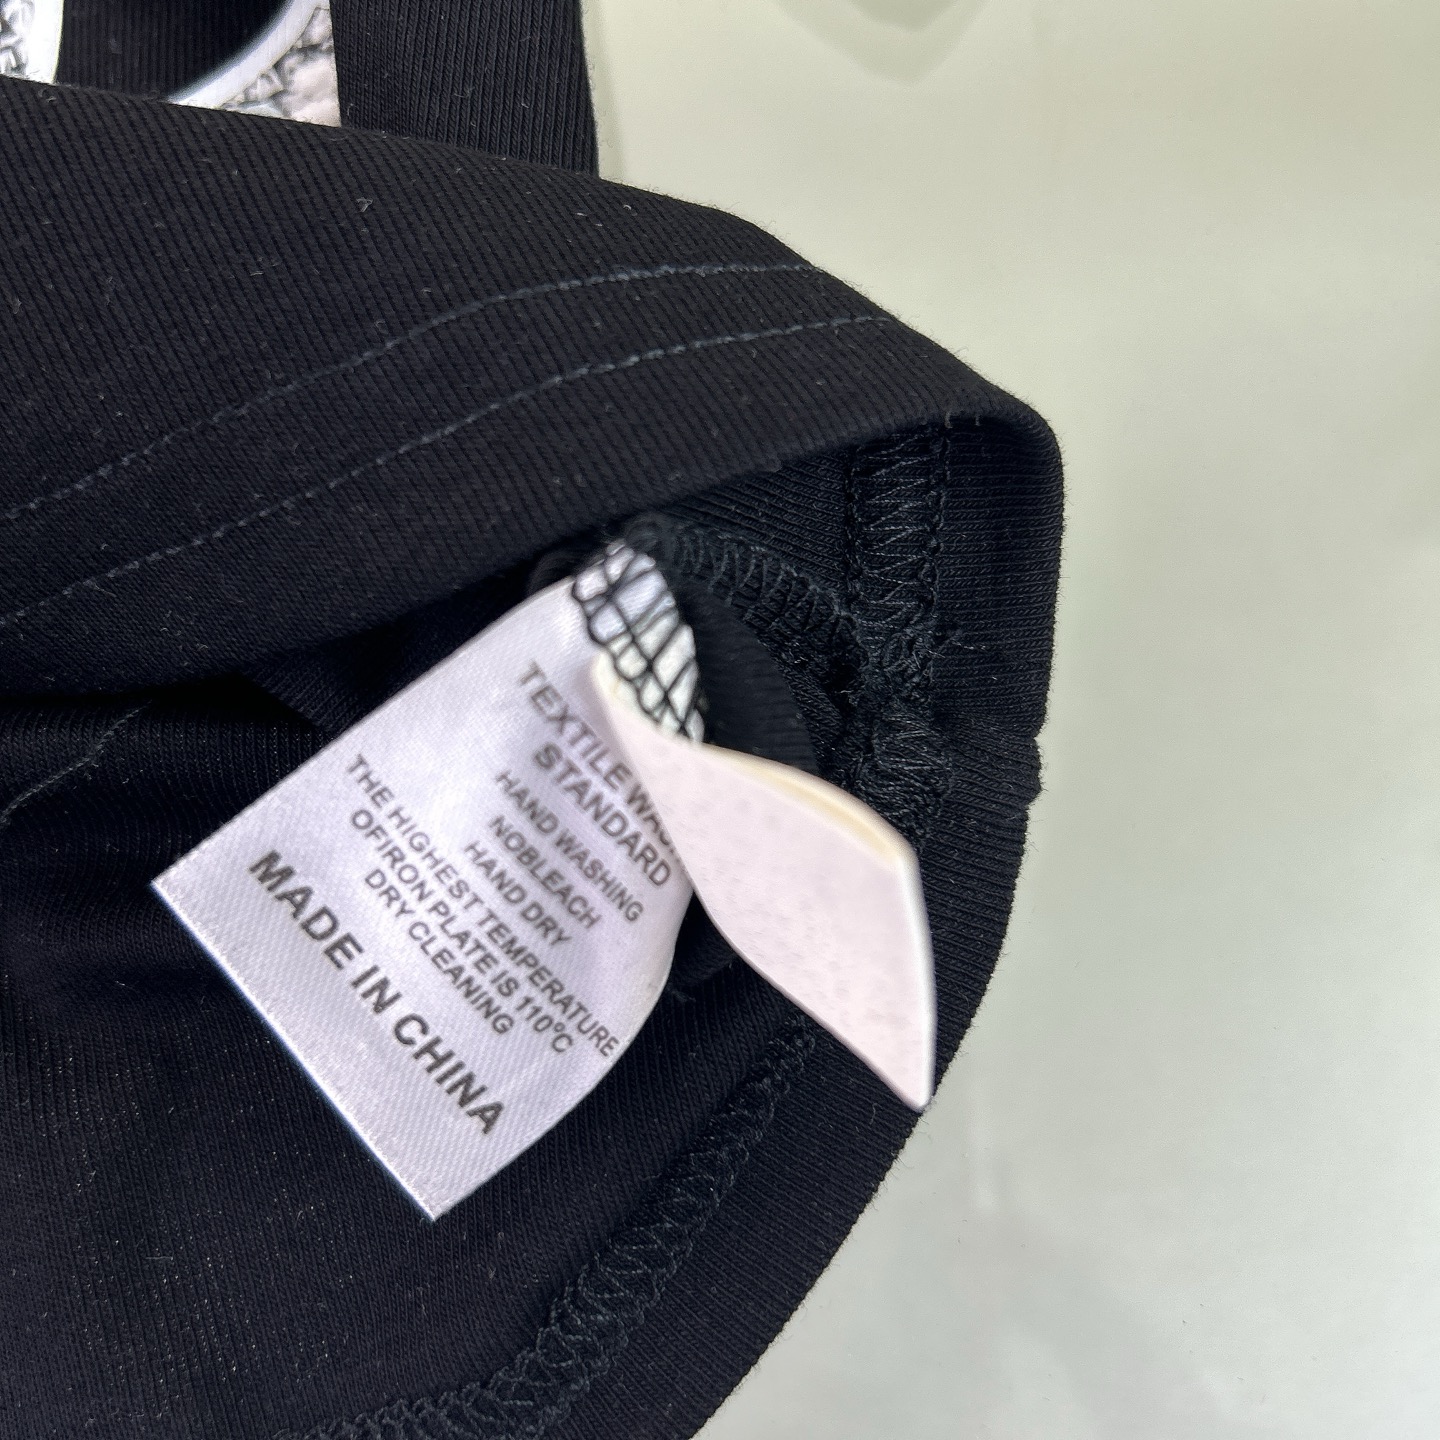 TEXTILE
STANDARD
HAND WASHING
NOBLEACH
HAND DRY
THE HIGHEST TEMPERATURE
OFIRON PLATE IS 110°C
DRY CLEANING
MADE IN CHINA